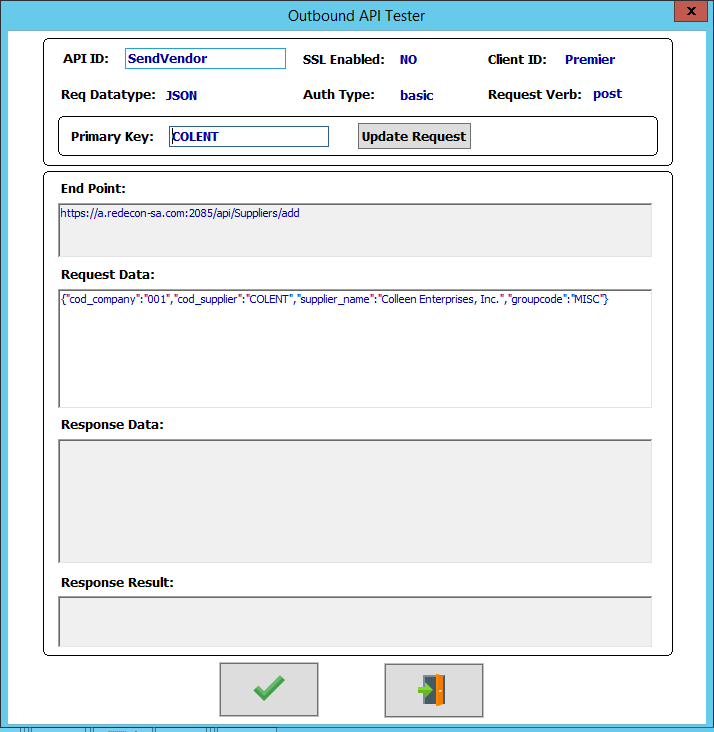 Outbound API Tester
x
API ID: SendVendor SSL Enabled: NO Client ID: Premier
Req Datatype: JSON Auth Type: basic Request Verb: post
Primary Key: COLENT Update Request
End Point:
https://a.redecon-sa.com:2085/api/Suppliers/add
Request Data:
{"cod_company":"001","cod_supplier":"COLENT","supplier_name":"Colleen Enterprises, Inc.","groupcode":"MISC"}
Response Data:
Response Result: